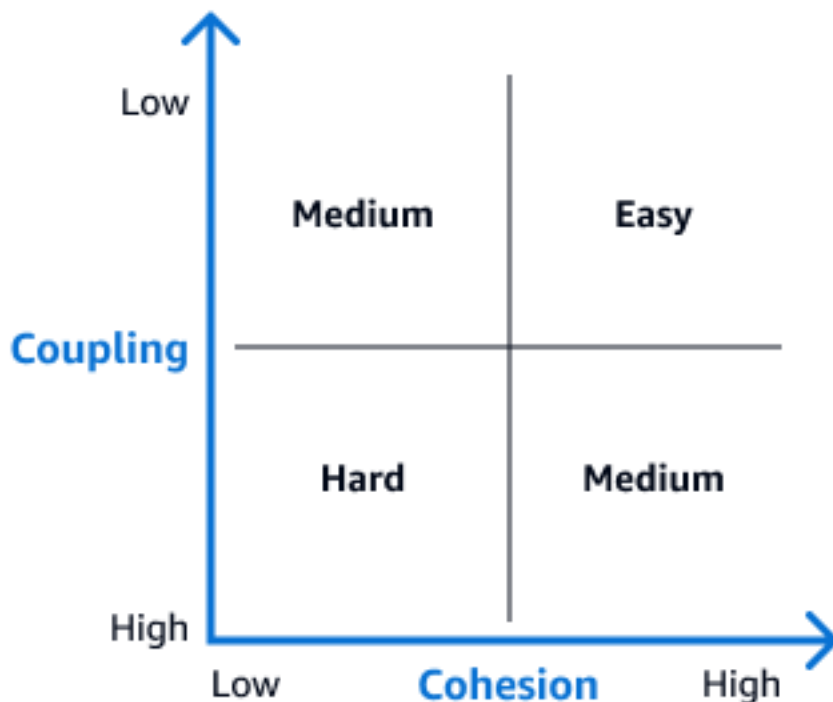 Low
Medium
Easy
Coupling
Hard
Medium
High
Low
Cohesion
High